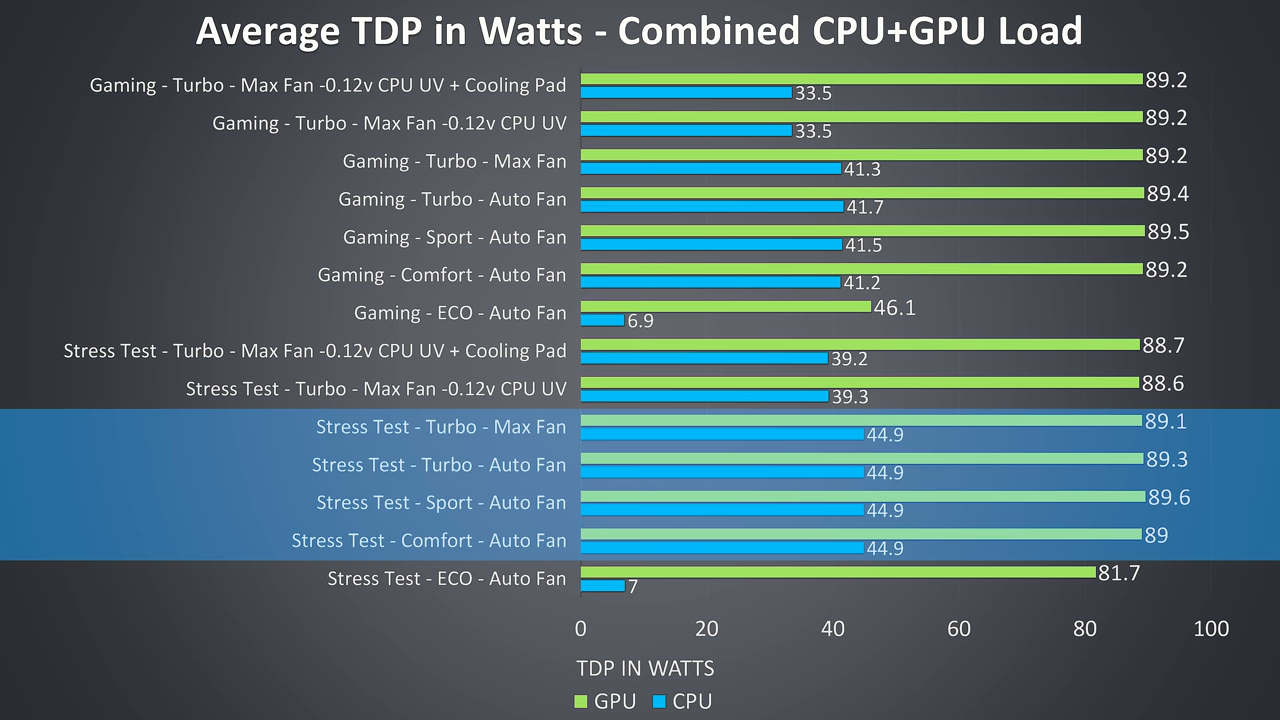 Average TDP in Watts - Combined CPU+GPU Load
Gaming - Turbo - Max Fan -0.12v CPU UV + Cooling Pad 89.2
33.5
Gaming - Turbo - Max Fan -0.12v CPU UV 89.2
33.5
Gaming - Turbo - Max Fan 89.2
41.3
Gaming - Turbo - Auto Fan 89.4
41.7
Gaming - Sport - Auto Fan 89.5
41.5
Gaming - Comfort - Auto Fan 89.2
41.2
Gaming - ECO - Auto Fan 46.1
6.9
Stress Test - Turbo - Max Fan -0.12v CPU UV + Cooling Pad 88.7
39.2
Stress Test - Turbo - Max Fan -0.12v CPU UV 88.6
39.3
Stress Test - Turbo - Max Fan 89.1
44.9
Stress Test - Turbo - Auto Fan 89.3
44.9
Stress Test - Sport - Auto Fan 89.6
44.9
Stress Test - Comfort - Auto Fan 89
44.9
Stress Test - ECO - Auto Fan 81.7
7
0 20 40 60 80 100
TDP IN WATTS
GPU CPU